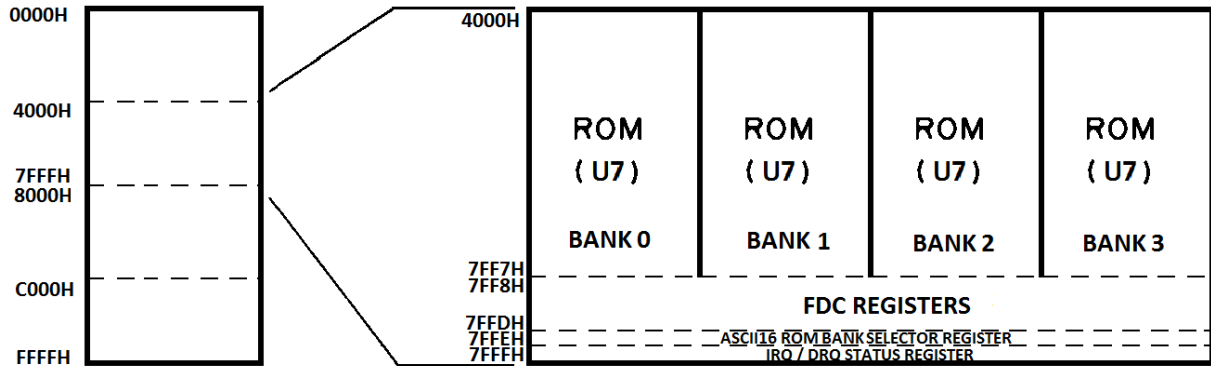 0000H
4000H
7FFFH
8000H
C000H
FFFFH
4000H
7FF7H
7FF8H
7FFDH
7FFEH
7FFFH
ROM
(U7)
BANK 0
ROM
(U7)
BANK 1
ROM
(U7)
BANK 2
ROM
(U7)
BANK 3
FDC REGISTERS
ASCII16 ROM BANK SELECTOR REGISTER
IRQ / DRQ STATUS REGISTER